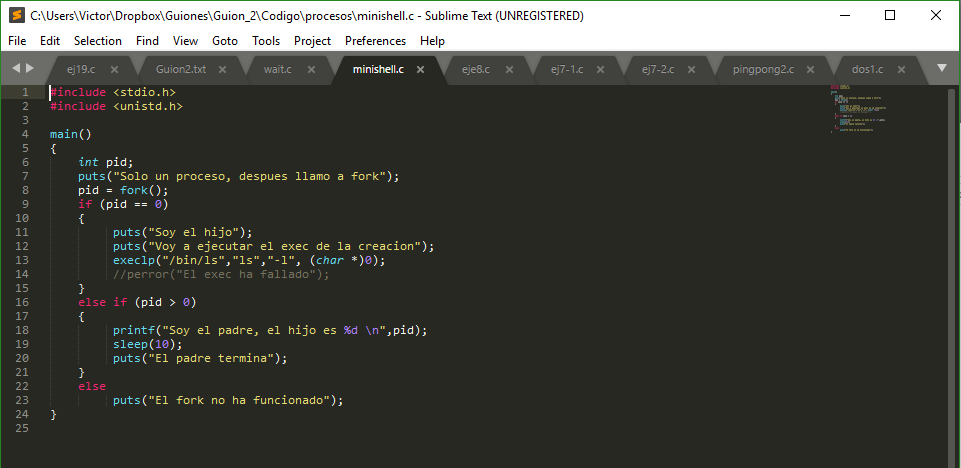 C:\Users\Victor\Dropbox\Guiones\Guion_2\Codigo\procesos\minishell.c - Sublime Text (UNREGISTERED)
File Edit Selection Find View Goto Tools Project Preferences Help
ej19.c Guion2.txt wait.c minishell.c eje8.c ej7-1.c ej7-2.c pingpong2.c dos1.c
1 #include <stdio.h>
2 #include <unistd.h>
3
4 main()
5 {
6 int pid;
7 puts("Solo un proceso, despues llamo a fork");
8 pid = fork();
9 if (pid == 0)
10 {
11 puts("Soy el hijo");
12 puts("Voy a ejecutar el exec de la creacion");
13 execlp("/bin/ls","ls","-l", (char *)0);
14 //perror("El exec ha fallado");
15 }
16 else if (pid > 0)
17 {
18 printf("Soy el padre, el hijo es %d \n",pid);
19 sleep(10);
20 puts("El padre termina");
21 }
22 else
23 puts("El fork no ha funcionado");
24 }
25